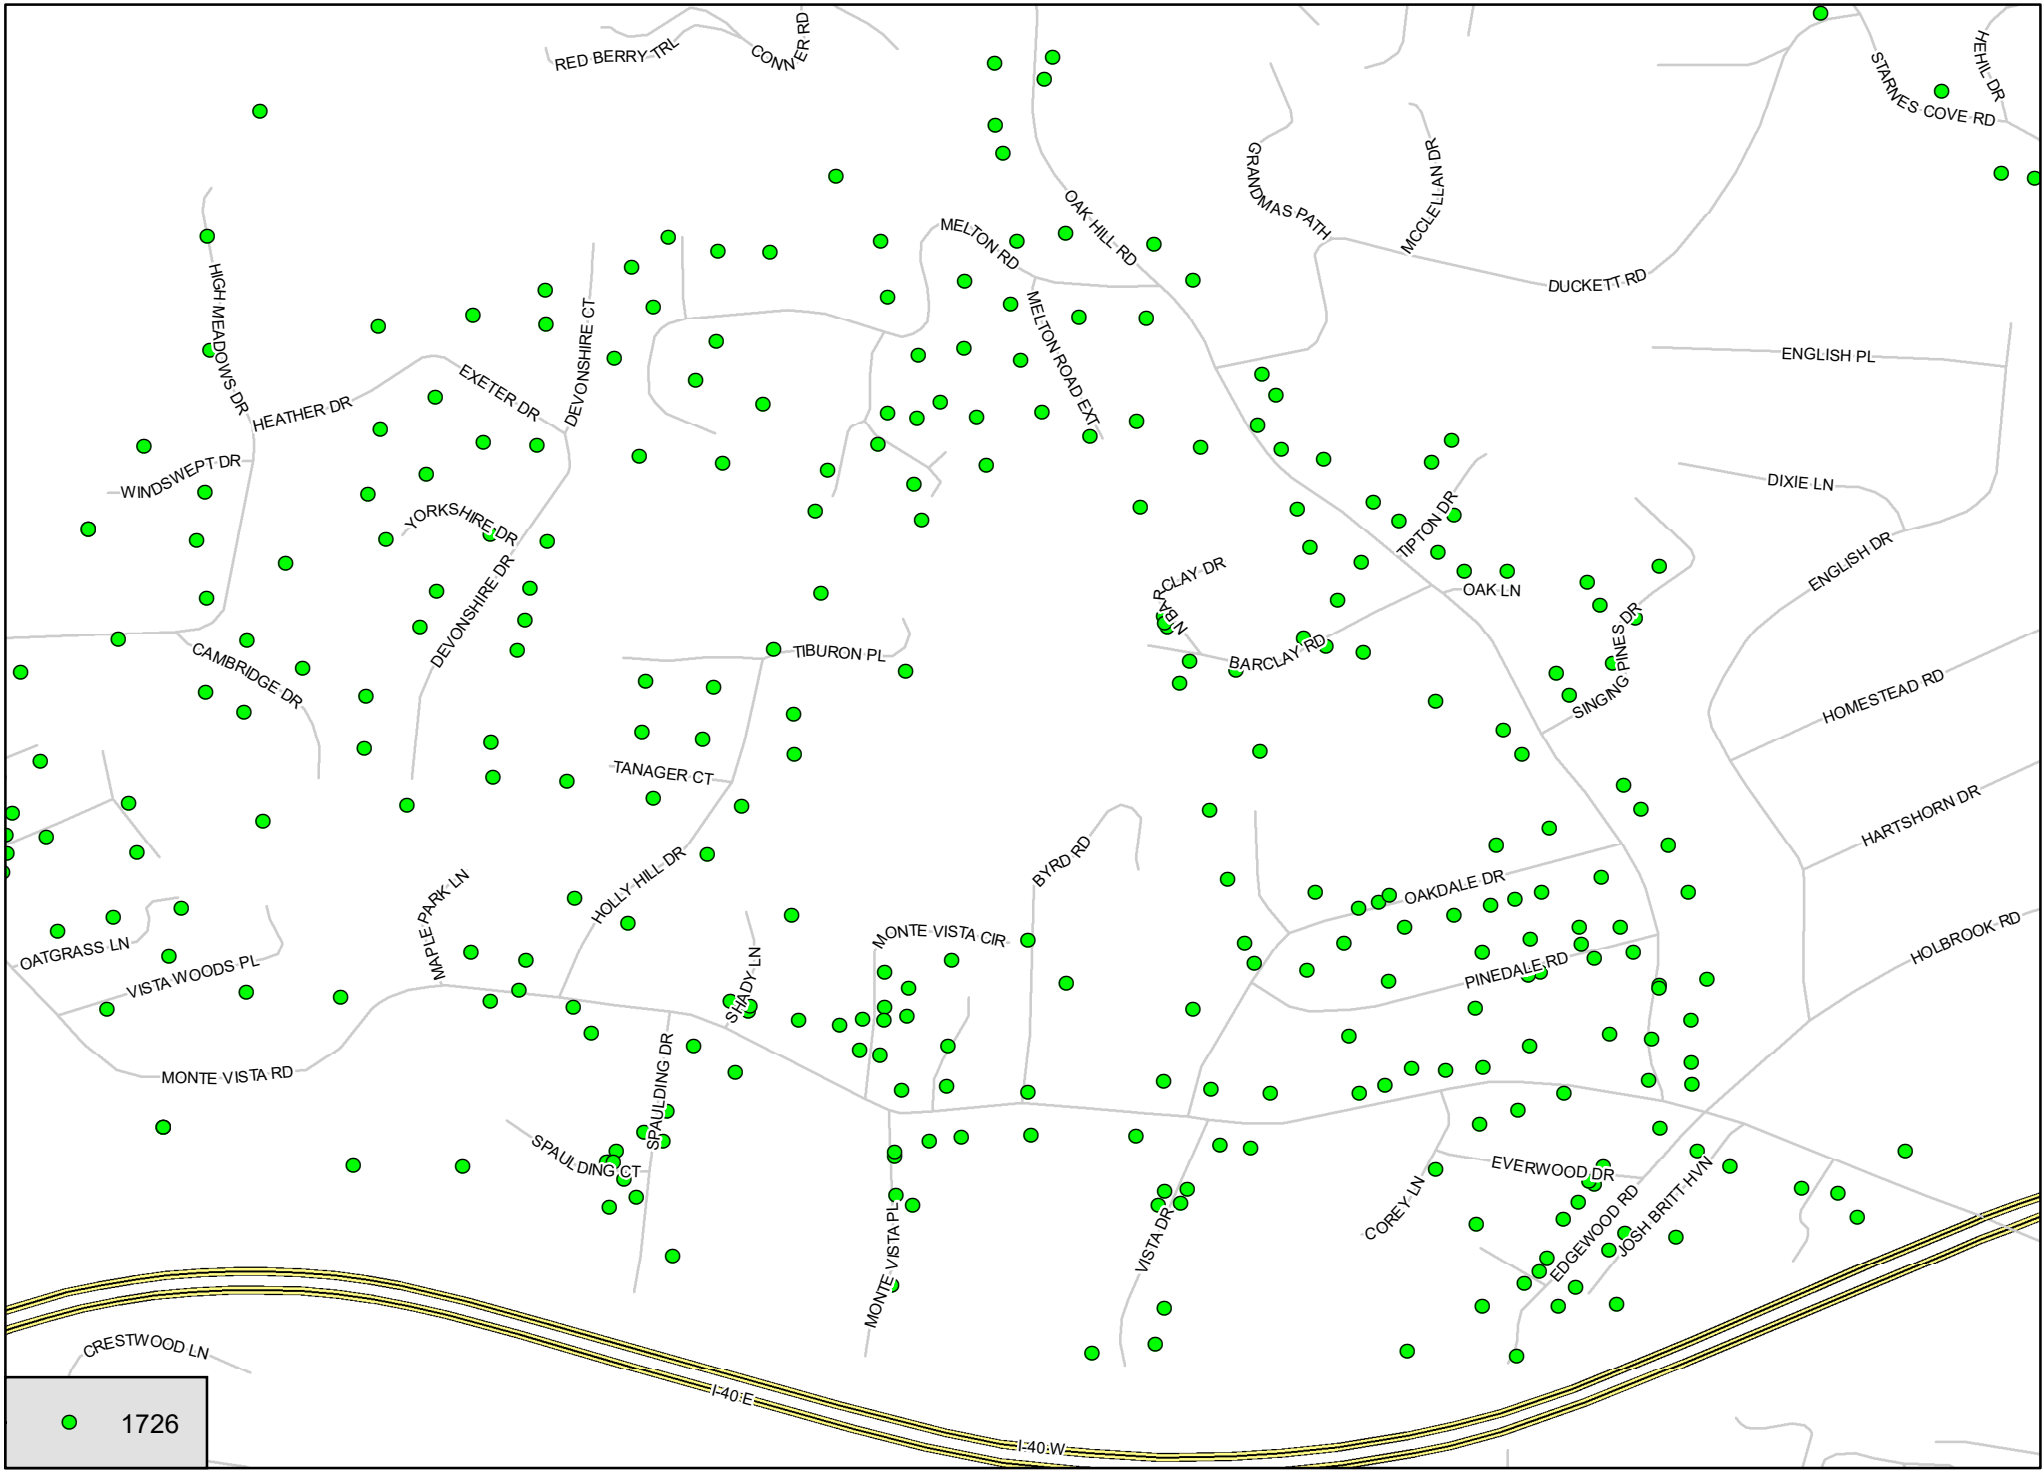 RED BERRY TRL
CONNER RD
HEHIL DR
STARNES COVE RD
GRANDMAS PATH
MCCLELLAN DR
OAK HILL RD
MELTON RD
DUCKETT RD
HIGH MEADOWS DR
DEVONSHIRE CT
MELTON ROAD EXT
ENGLISH PL
EXETER DR
HEATHER DR
WINDSWEPT DR
DIXIE LN
YORKSHIRE DR
TIPTON DR
ENGLISH DR
N BARCLAY DR
OAK LN
DEVONSHIRE DR
SINGING PINES DR
CAMBRIDGE DR
TIBURON PL
BARCLAY RD
HOMESTEAD RD
TANAGER CT
HARTSHORN DR
BYRD RD
HOLLY HILL DR
MAPLE PARK LN
OAKDALE DR
MONTE VISTA CIR
HOLBROOK RD
OATGRASS LN
VISTA WOODS PL
SHADY LN
PINEDALE RD
MONTE VISTA RD
SPAULDING DR
SPAULDING CT
EVERWOOD DR
COREY LN
EDGEWOOD RD
JOSH BRITT HVN
VISTA DR
MONTE VISTA PL
CRESTWOOD LN
I 40 E
I 40 W
1726